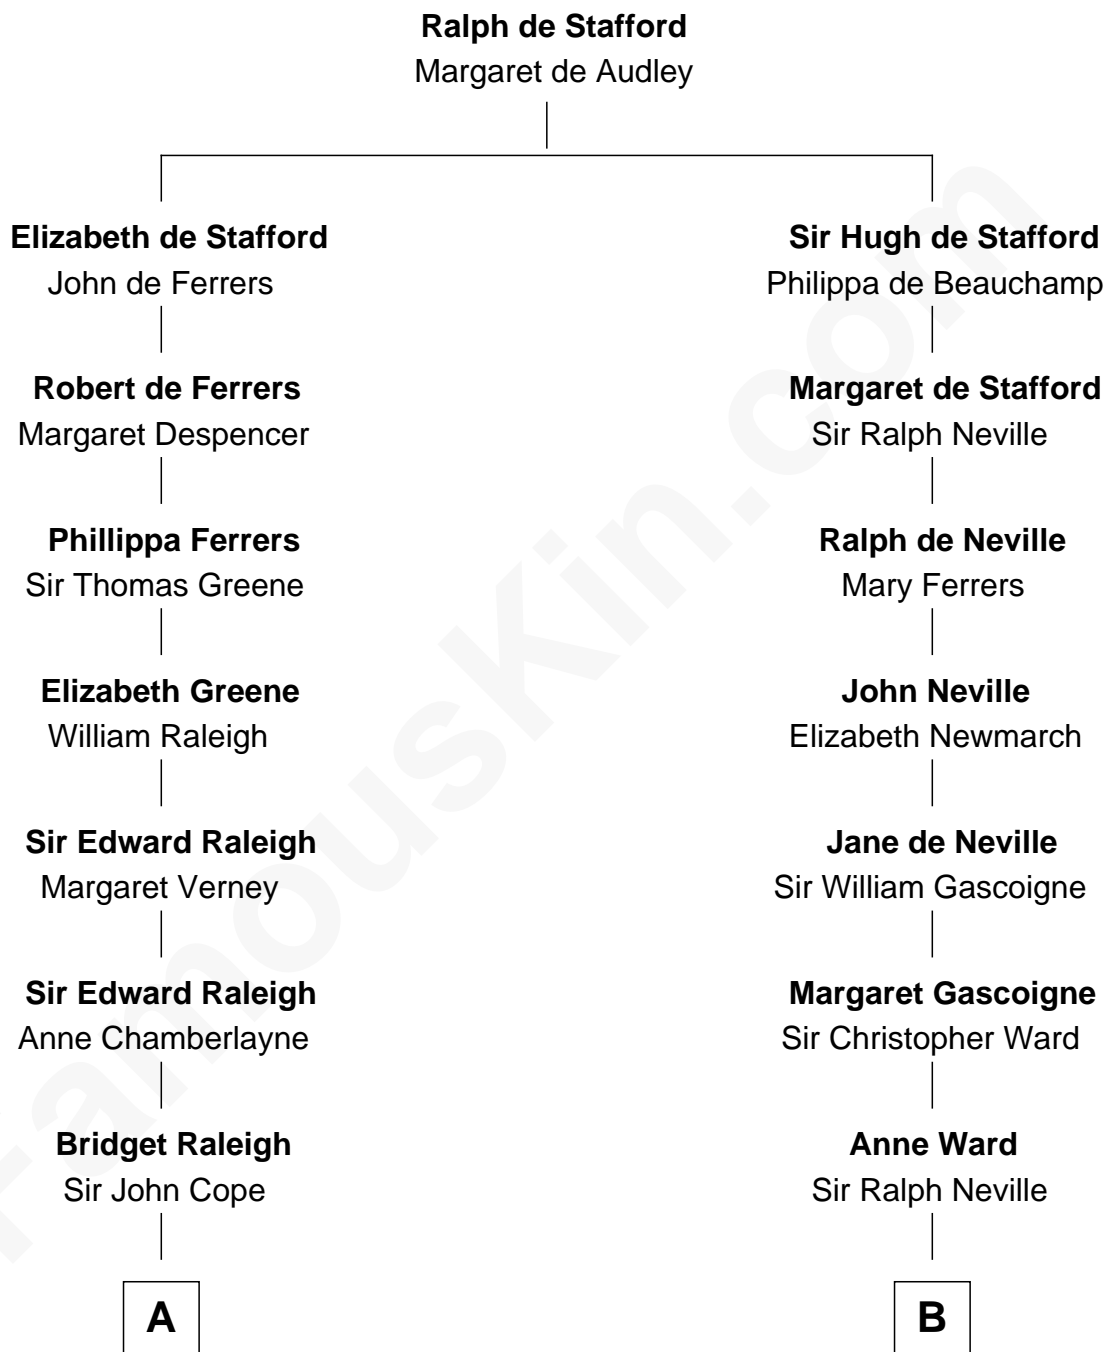 Ralph de Stafford
Margaret de Audley
Elizabeth de Stafford
John de Ferrers
Sir Hugh de Stafford
Philippa de Beauchamp
Robert de Ferrers
Margaret Despencer
Margaret de Stafford
Sir Ralph Neville
Phillippa Ferrers
Sir Thomas Greene
Ralph de Neville
Mary Ferrers
Elizabeth Greene
William Raleigh
John Neville
Elizabeth Newmarch
Sir Edward Raleigh
Margaret Verney
Jane de Neville
Sir William Gascoigne
Sir Edward Raleigh
Anne Chamberlayne
Margaret Gascoigne
Sir Christopher Ward
Bridget Raleigh
Sir John Cope
Anne Ward
Sir Ralph Neville
A
B
FamousKin.com